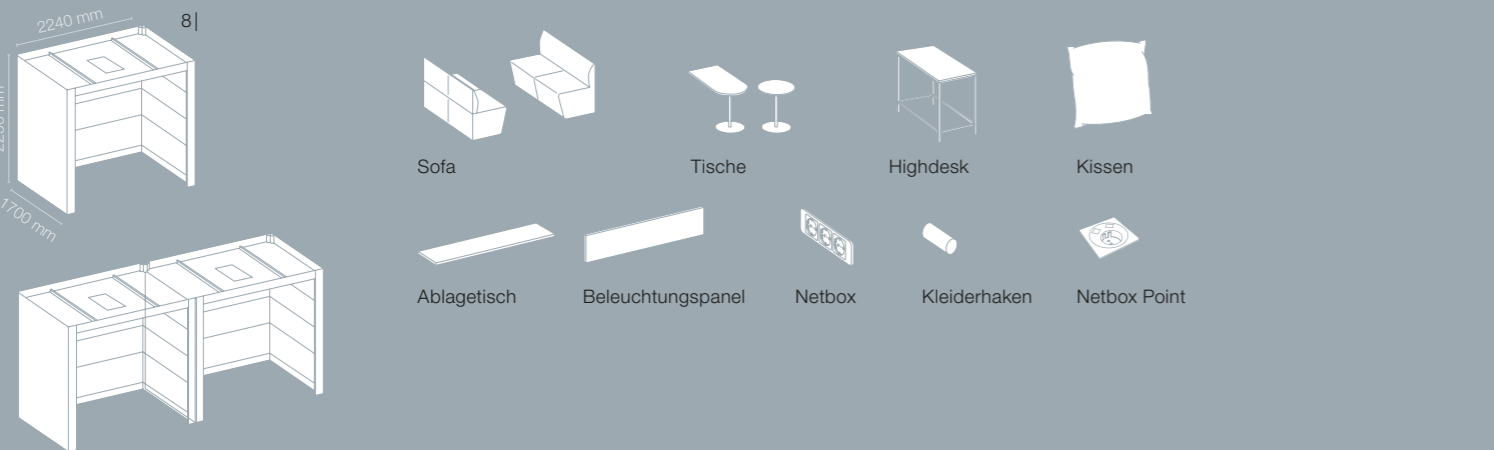 2240 mm
8|
1700 mm
Sofa
Tische
Highdesk
Kissen
Ablagetisch
Beleuchtungspanel
Netbox
Kleiderhaken
Netbox Point